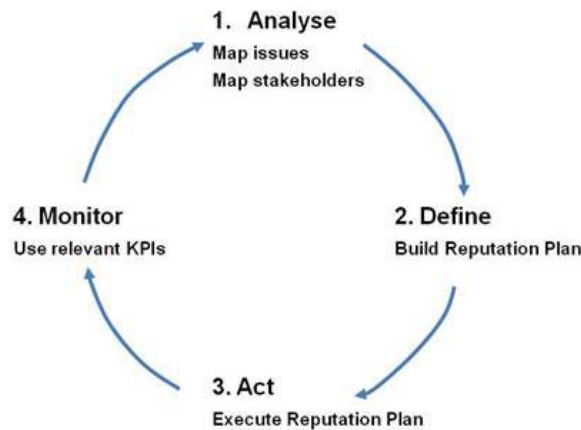 1. Analyse
Map issues
Map stakeholders
2. Define
Build Reputation Plan
3. Act
Execute Reputation Plan
4. Monitor
Use relevant KPIs